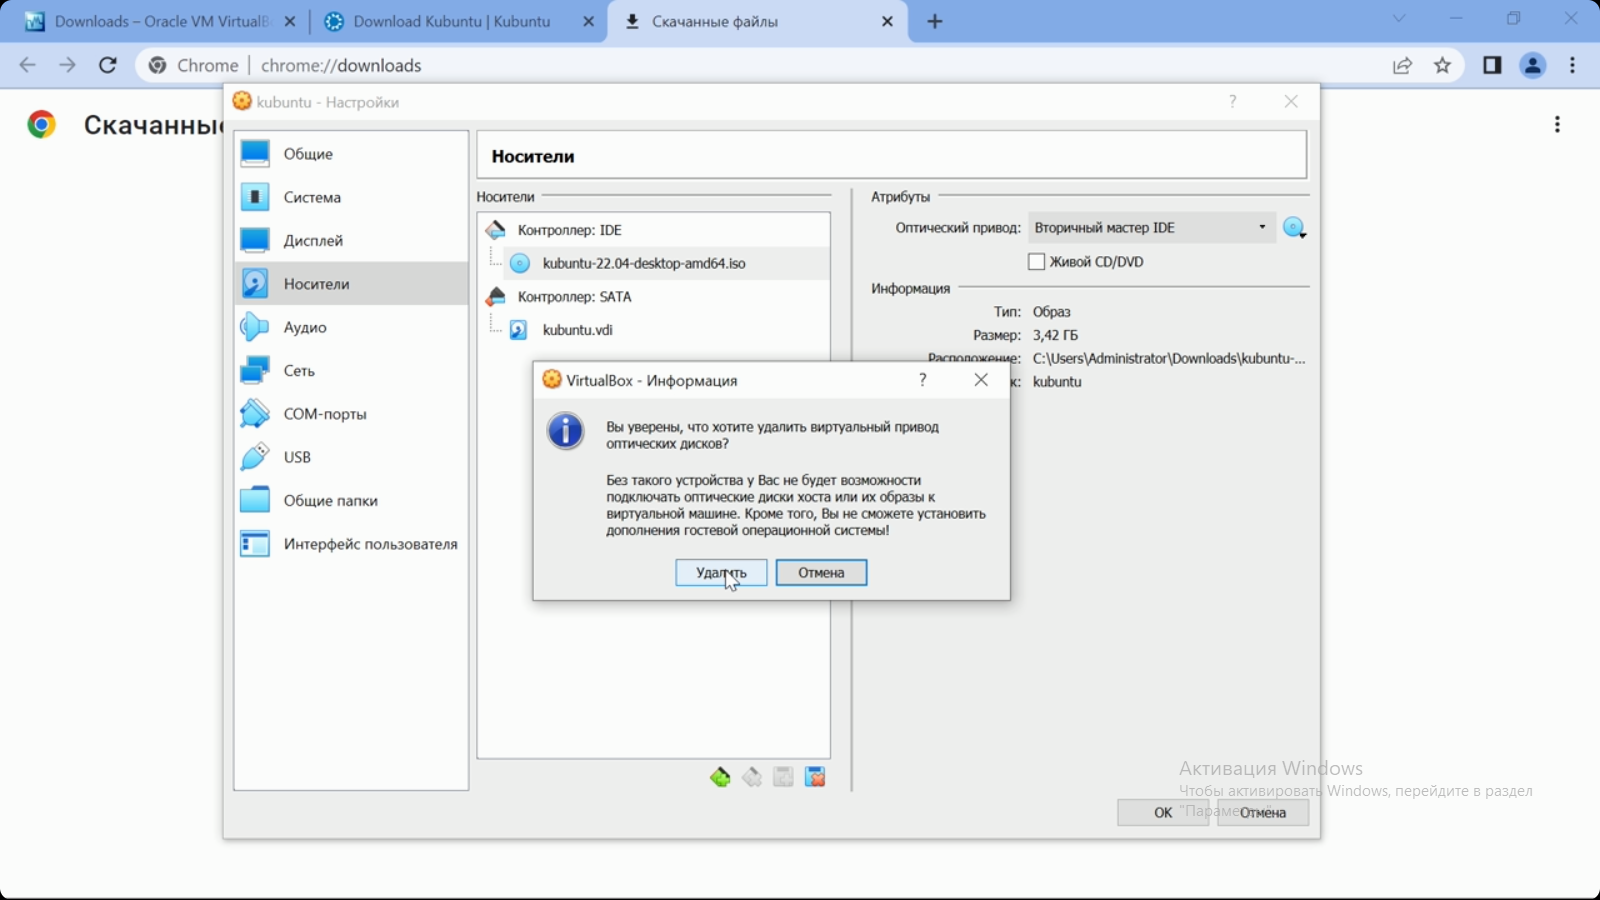 Downloads – Oracle VM VirtualB
Download Kubuntu | Kubuntu
Скачанные файлы
Chrome
chrome://downloads
Скачанны
kubuntu - Настройки
?
Общие
Система
Дисплей
Носители
Аудио
Сеть
COM-порты
USB
Общие папки
Интерфейс пользователя
Носители
Носители
Контроллер: IDE
kubuntu-22.04-desktop-amd64.iso
Контроллер: SATA
kubuntu.vdi
Атрибуты
Оптический привод: Вторичный мастер IDE
Живой CD/DVD
Информация
Тип: Образ
Размер: 3,42 ГБ
Расположение: C:\Users\Administrator\Downloads\kubuntu-...
к: kubuntu
VirtualBox - Информация
?
Вы уверены, что хотите удалить виртуальный привод
оптических дисков?
Без такого устройства у Вас не будет возможности
подключать оптические диски хоста или их образы к
виртуальной машине. Кроме того, Вы не сможете установить
дополнения гостевой операционной системы!
Удалить
Отмена
Активация Windows
Чтобы активировать Windows, перейдите в раздел
"Параметры".
OK
Отмена